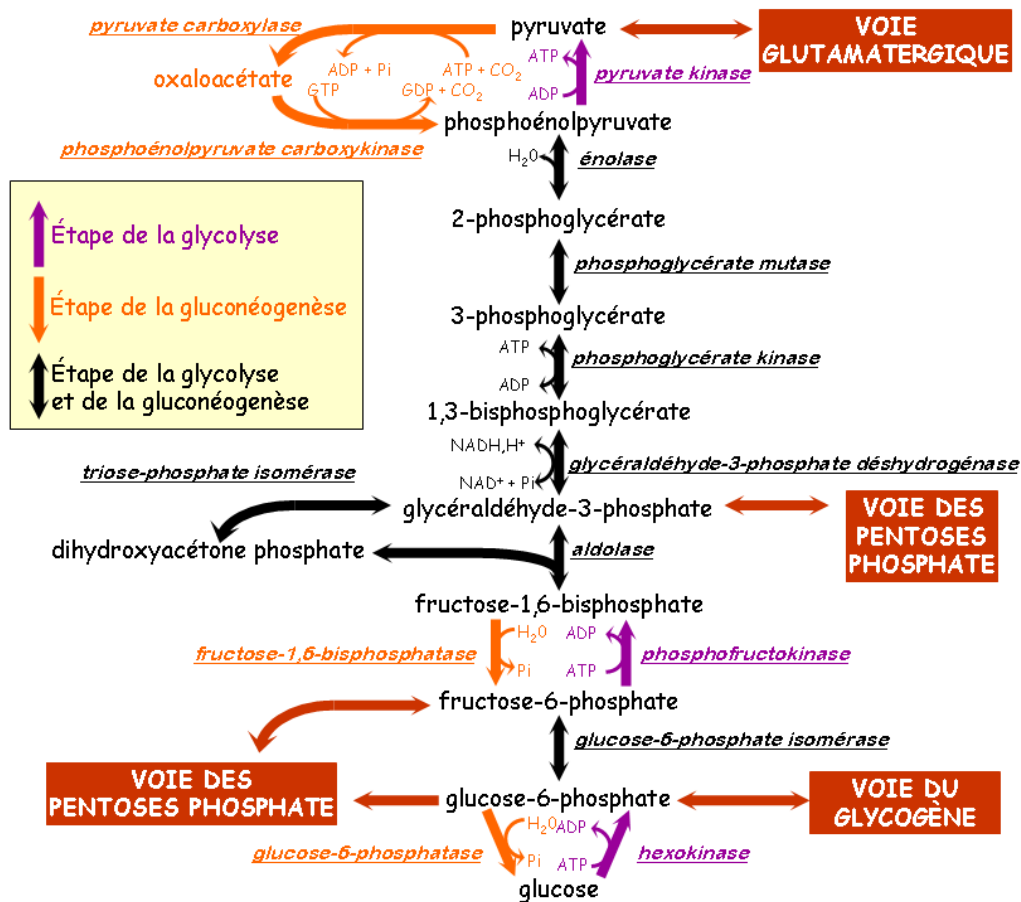 pyruvate carboxylase
pyruvate
VOIE
GLUTAMATERGIQUE
oxaloacétate
ADP + Pi
ATP + CO₂
GTP
GDP + CO₂
ATP
ADP
pyruvate kinase
phosphoénolpyruvate
phosphoénolpyruvate carboxykinase
H₂O
énolase
2-phosphoglycérate
Étape de la glycolyse
Étape de la gluconéogenèse
Étape de la glycolyse
et de la gluconéogenèse
phosphoglycérate mutase
3-phosphoglycérate
ATP
ADP
phosphoglycérate kinase
1,3-bisphosphoglycérate
NADH,H⁺
NAD⁺ + Pi
glycéraldéhyde-3-phosphate déshydrogénase
triose-phosphate isomérase
glycéraldéhyde-3-phosphate
VOIE DES
PENTOSES
PHOSPHATE
dihydroxyacétone phosphate
aldolase
fructose-1,6-bisphosphate
H₂O
ADP
fructose-1,6-bisphosphatase
phosphofructokinase
Pi
ATP
fructose-6-phosphate
glucose-6-phosphate isomérase
VOIE DES
PENTOSES PHOSPHATE
glucose-6-phosphate
VOIE DU
GLYCOGÈNE
H₂O
ADP
glucose-6-phosphatase
hexokinase
Pi
ATP
glucose